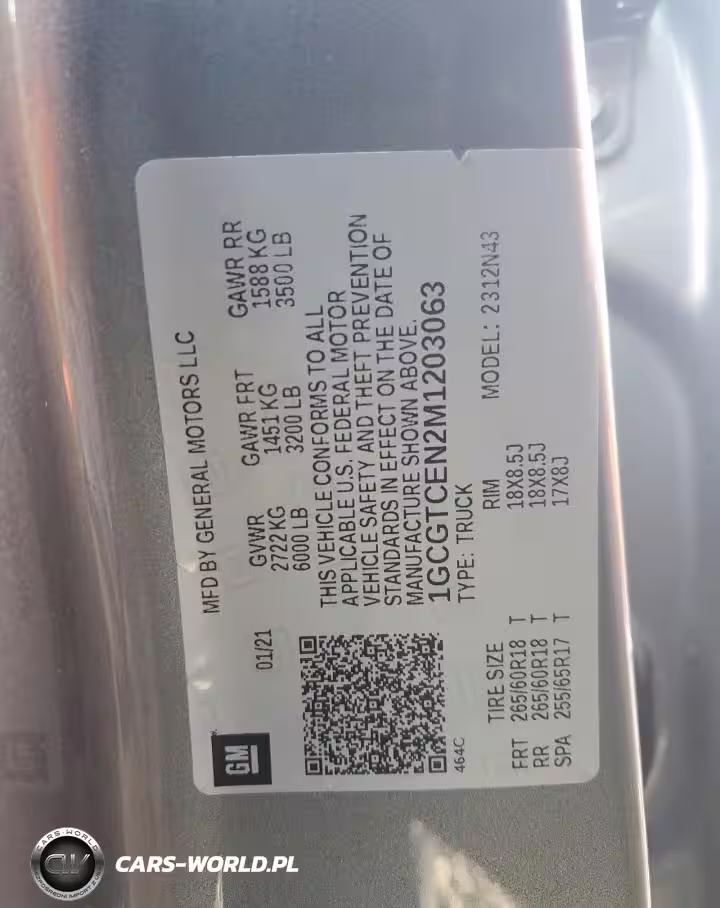 GM
MFD BY GENERAL MOTORS LLC
01/21
GVWR GAWR FRT GAWR RR
2722 KG 1451 KG 1588 KG
6000 LB 3200 LB 3500 LB
THIS VEHICLE CONFORMS TO ALL
APPLICABLE U.S. FEDERAL MOTOR
VEHICLE SAFETY AND THEFT PREVENTION
STANDARDS IN EFFECT ON THE DATE OF
MANUFACTURE SHOWN ABOVE.
1GCGTCEN2M1203063
464C
TYPE: TRUCK
MODEL: 2312N43
TIRE SIZE RIM
FRT 265/60R18 T 18X8.5J
RR 265/60R18 T 18X8.5J
SPA 255/65R17 T 17X8J
CARS-WORLD
CW
CARS-WORLD.PL